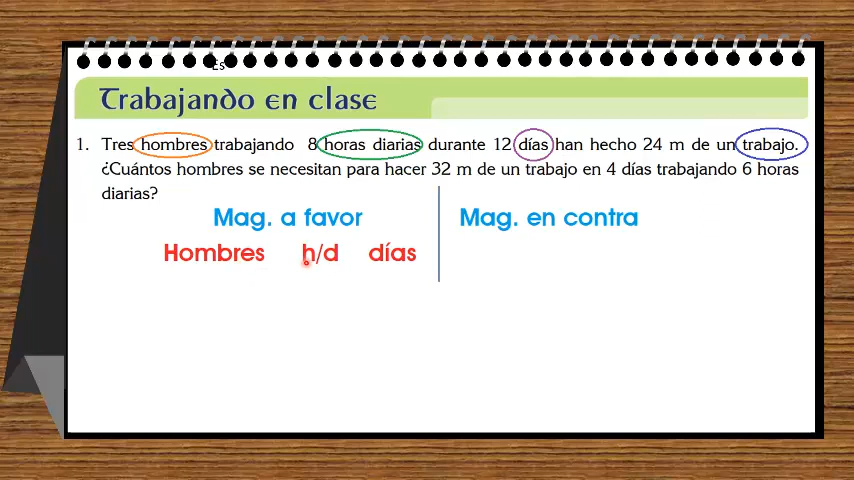 Es
Trabajando en clase
1. Tres hombres trabajando 8 horas diarias durante 12 días han hecho 24 m de un trabajo.
¿Cuántos hombres se necesitan para hacer 32 m de un trabajo en 4 días trabajando 6 horas
diarias?
Mag. a favor Mag. en contra
Hombres h/d días